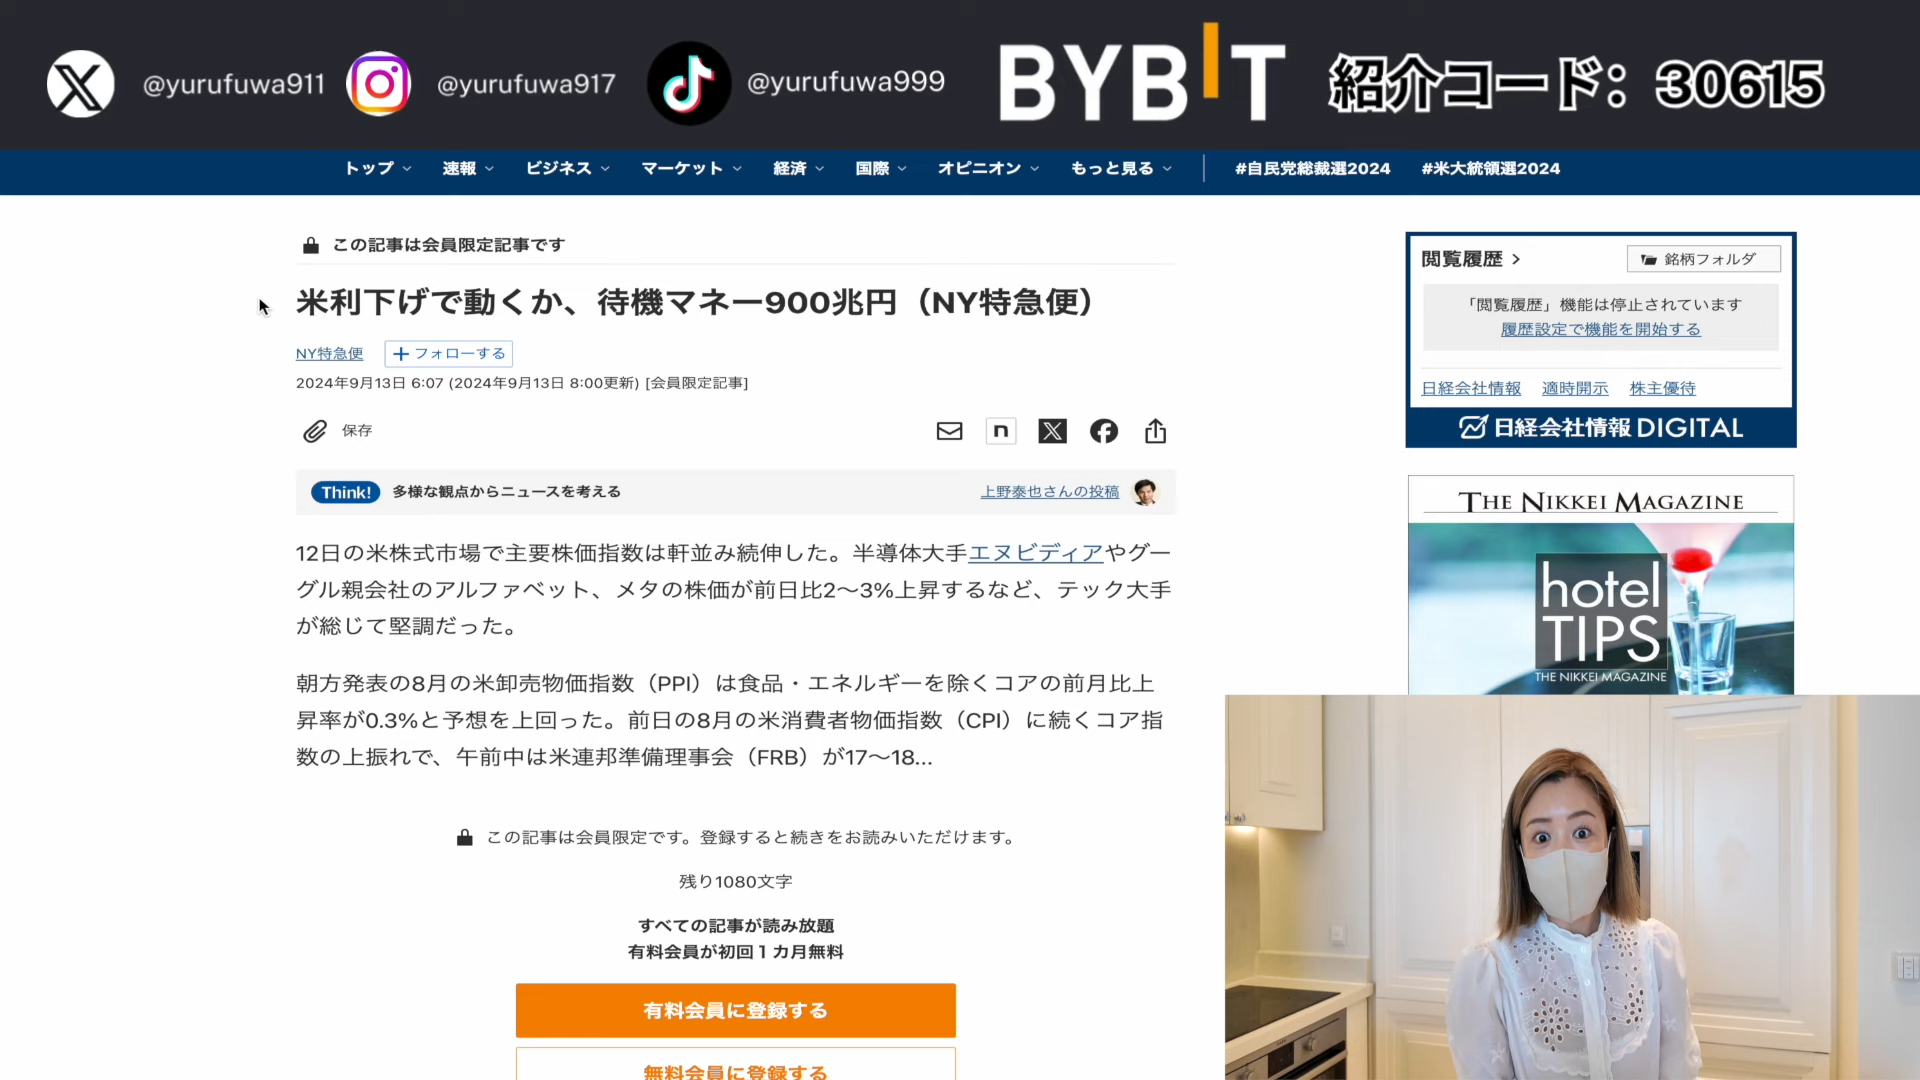 @yurufuwa911
@yurufuwa917
@yurufuwa999
BYBIT
紹介コード：30615
トップ 速報 ビジネス マーケット 経済 国際 オピニオン もっと見る #自民党総裁選2024 #米大統領選2024
この記事は会員限定記事です
米利下げで動くか、待機マネー900兆円（NY特急便）
NY特急便
フォローする
2024年9月13日 6:07 (2024年9月13日 8:00更新) [会員限定記事]
保存
Think! 多様な観点からニュースを考える
上野泰也さんの投稿
12日の米株式市場で主要株価指数は軒並み続伸した。半導体大手エヌビディアやグー
グル親会社のアルファベット、メタの株価が前日比2〜3%上昇するなど、テック大手
が総じて堅調だった。
朝方発表の8月の米卸売物価指数（PPI）は食品・エネルギーを除くコアの前月比上
昇率が0.3%と予想を上回った。前日の8月の米消費者物価指数（CPI）に続くコア指
数の上振れで、午前中は米連邦準備理事会（FRB）が17〜18...
この記事は会員限定です。登録すると続きをお読みいただけます。
残り1080文字
すべての記事が読み放題
有料会員が初回1カ月無料
有料会員に登録する
無料会員に登録する
閲覧履歴
銘柄フォルダ
「閲覧履歴」機能は停止されています
履歴設定で機能を開始する
日経会社情報 適時開示 株主優待
日経会社情報 DIGITAL
THE NIKKEI MAGAZINE
hotel
TIPS
THE NIKKEI MAGAZINE